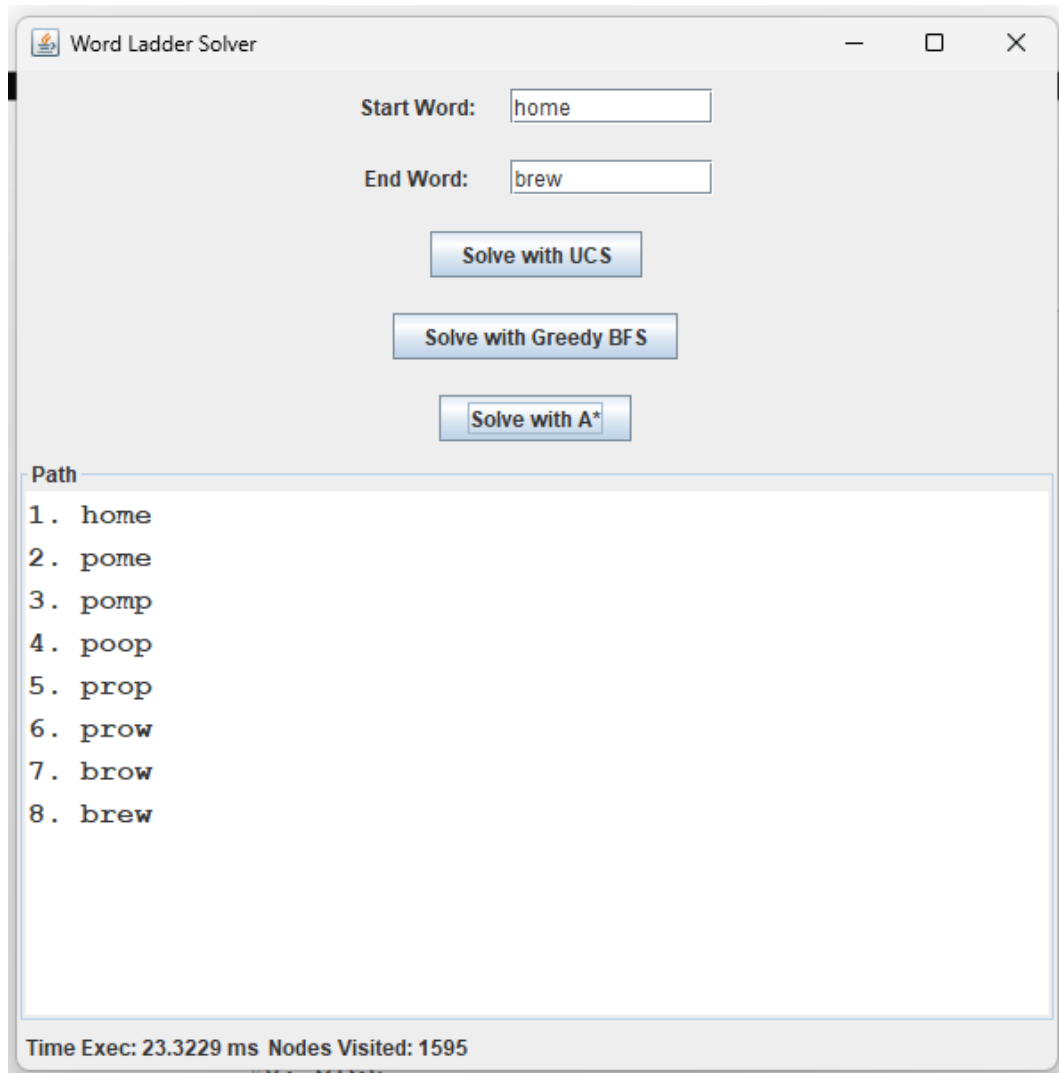 Word Ladder Solver
Start Word: home
End Word: brew
Solve with UCS
Solve with Greedy BFS
Solve with A*
Path
1. home
2. pome
3. pomp
4. poop
5. prop
6. prow
7. brow
8. brew
Time Exec: 23.3229 ms Nodes Visited: 1595